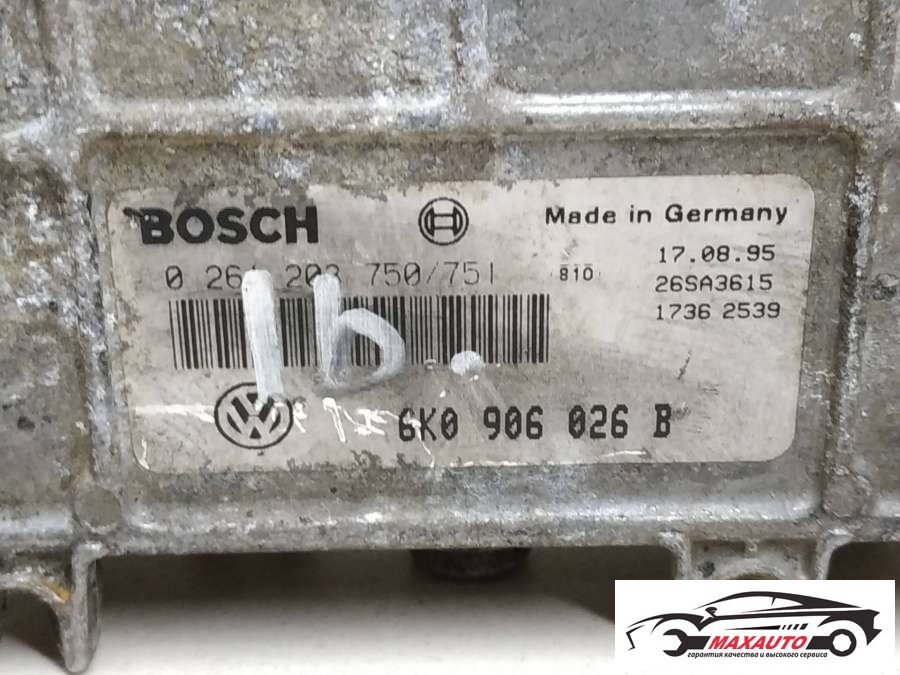 BOSCH
Made in Germany
0 261 203 750/751
810
17.08.95
26SA3615
1736 2539
1b.
6K0 906 026 B
MAXAUTO
гарантия качества и высокого сервиса